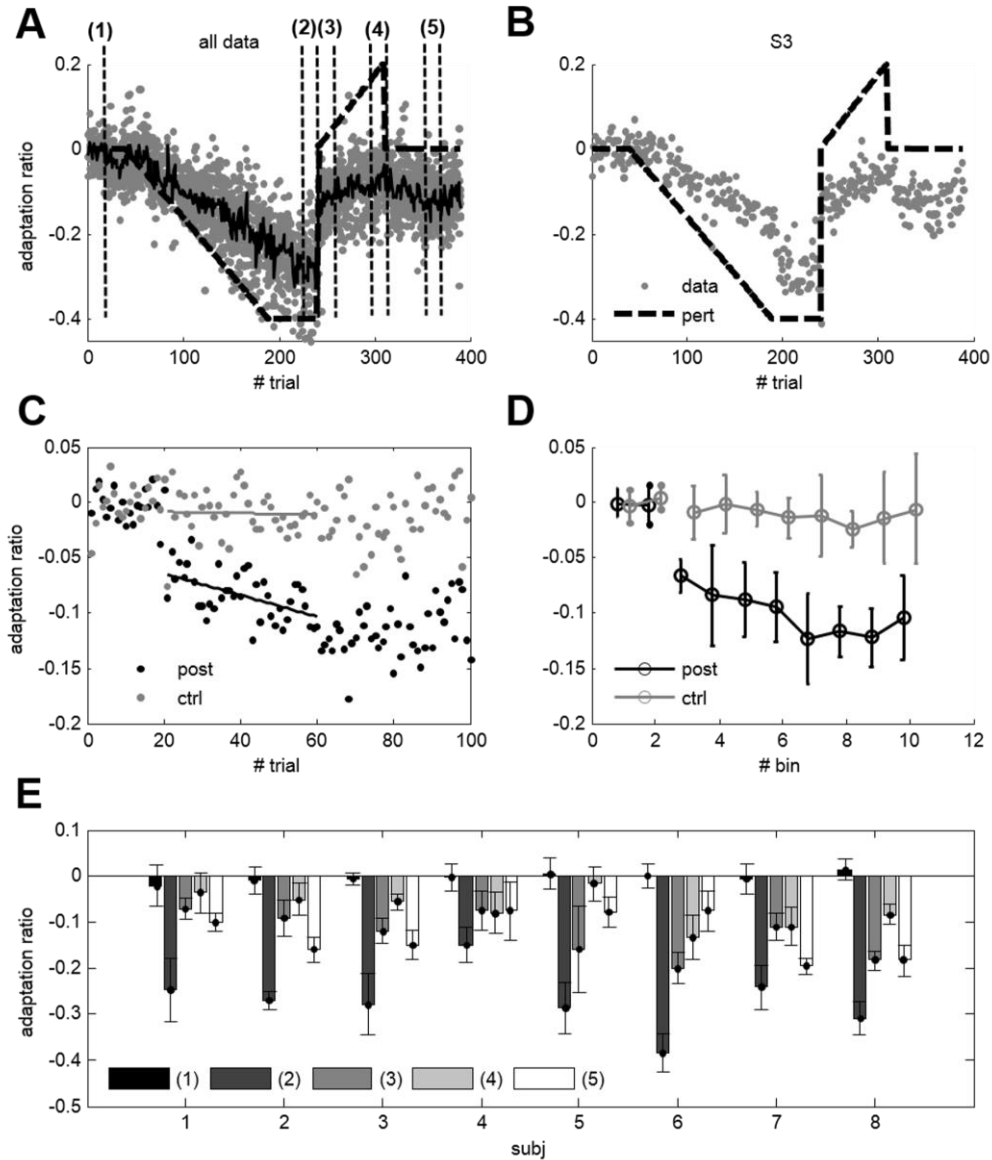 A
B
(1) (2) (3) (4) (5)
all data
S3
0.2
0
-0.2
-0.4
adaptation ratio
0 100 200 300 400
# trial
0.2
0
-0.2
-0.4
data
pert
0 100 200 300 400
# trial
C
D
0.05
0
-0.05
-0.1
-0.15
-0.2
adaptation ratio
post
ctrl
0 20 40 60 80 100
# trial
0.05
0
-0.05
-0.1
-0.15
-0.2
post
ctrl
0 2 4 6 8 10 12
# bin
E
0.1
0
-0.1
-0.2
-0.3
-0.4
-0.5
adaptation ratio
(1) (2) (3) (4) (5)
1 2 3 4 5 6 7 8
subj